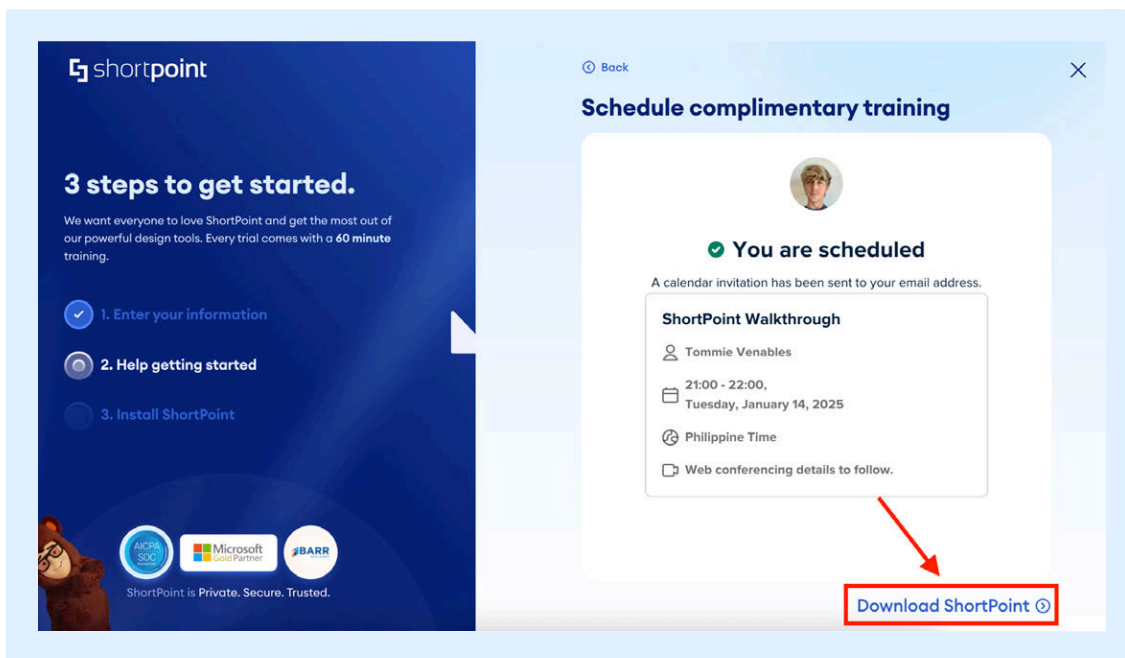 shortpoint
3 steps to get started.
We want everyone to love ShortPoint and get the most out of
our powerful design tools. Every trial comes with a 60 minute
training.
1. Enter your information
2. Help getting started
3. Install ShortPoint
AICPA
SOC
Microsoft
Gold Partner
BARR
ShortPoint is Private. Secure. Trusted.
Back
Schedule complimentary training
You are scheduled
A calendar invitation has been sent to your email address.
ShortPoint Walkthrough
Tommie Venables
21:00 - 22:00,
Tuesday, January 14, 2025
Philippine Time
Web conferencing details to follow.
Download ShortPoint